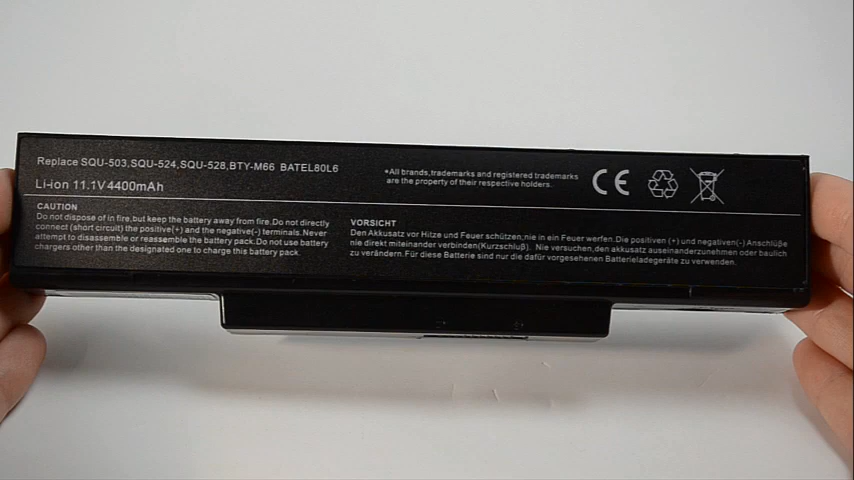 Replace SQU-503,SQU-524,SQU-528,BTY-M66 BATEL80L6
Li-ion 11.1V 4400mAh
*All brands,trademarks and registered trademarks
are the property of their respective holders.
CE
CAUTION
Do not dispose of in fire,but keep the battery away from fire.Do not directly
connect (short circuit) the positive(+) and the negative(-) terminals.Never
attempt to disassemble or reassemble the battery pack.Do not use battery
chargers other than the designated one to charge this battery pack.
VORSICHT
Den Akkusatz vor Hitze und Feuer schützen,nie in ein Feuer werfen.Die positiven (+) und negativen(-) Anschlüße
nie direkt miteinander verbinden(Kurzschluß). Nie versuchen,den akkusatz auseinanderzunehmen oder baulich
zu verändern.Für diese Batterie sind nur die dafür vorgesehenen Batterieladegeräte zu verwenden.